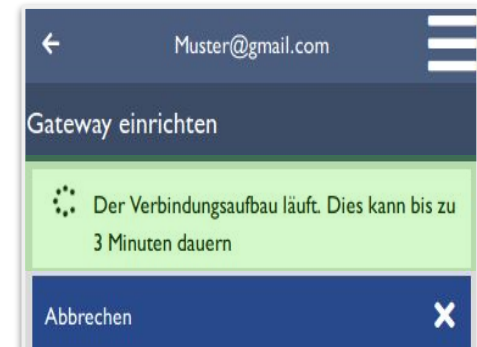 Muster@gmail.com
Gateway einrichten
Der Verbindungsaufbau läuft. Dies kann bis zu
3 Minuten dauern
Abbrechen